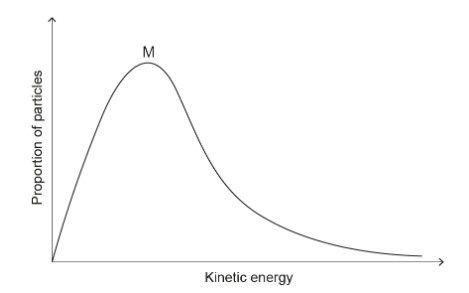 M
Proportion of particles
Kinetic energy